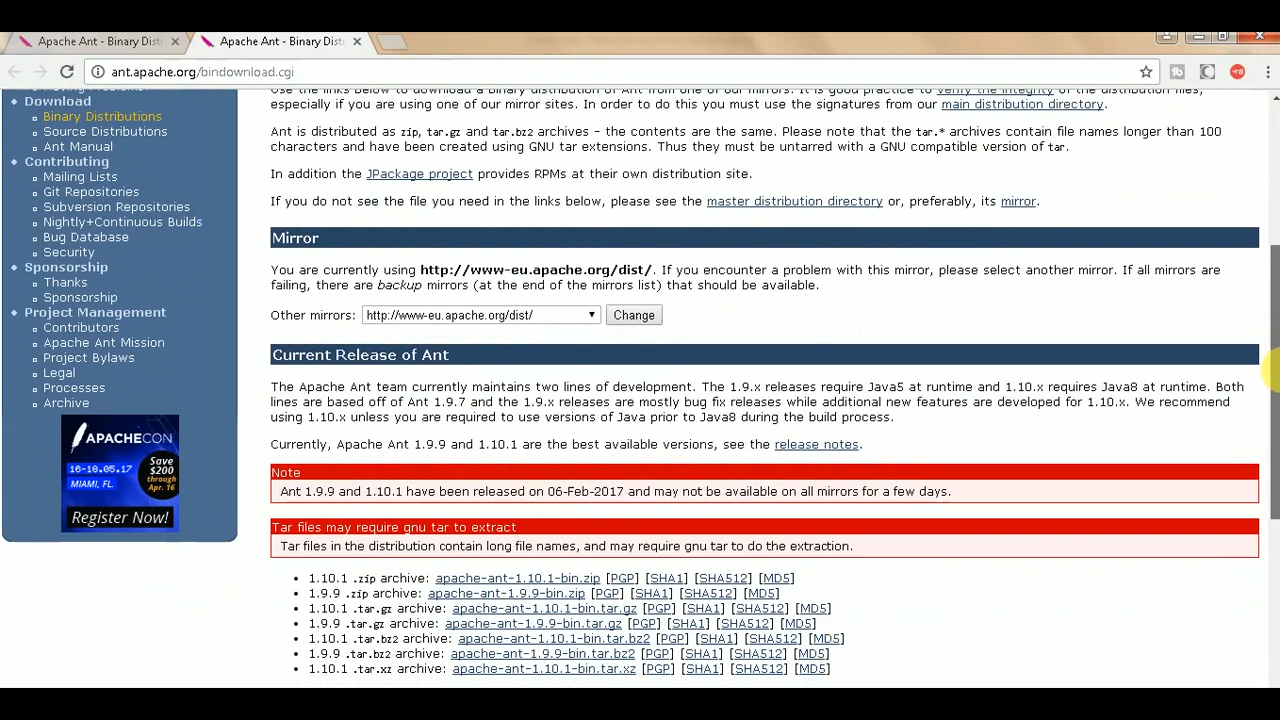 Apache Ant - Binary Dist
Apache Ant - Binary Distri
ant.apache.org/bindownload.cgi
Download
Binary Distributions
Source Distributions
Ant Manual
Contributing
Mailing Lists
Git Repositories
Subversion Repositories
Nightly+Continuous Builds
Bug Database
Security
Sponsorship
Thanks
Sponsorship
Project Management
Contributors
Apache Ant Mission
Project Bylaws
Legal
Processes
Archive
APACHECON
16-18.05.17
MIAMI, FL.
Save
$200
through
Apr. 16
Register Now!
Use the links below to download a binary distribution of Ant from one of our mirrors. It is good practice to verify the integrity of the distribution files,
especially if you are using one of our mirror sites. In order to do this you must use the signatures from our main distribution directory.
Ant is distributed as zip, tar.gz and tar.bz2 archives - the contents are the same. Please note that the tar.* archives contain file names longer than 100
characters and have been created using GNU tar extensions. Thus they must be untarred with a GNU compatible version of tar.
In addition the JPackage project provides RPMs at their own distribution site.
If you do not see the file you need in the links below, please see the master distribution directory or, preferably, its mirror.
Mirror
You are currently using http://www-eu.apache.org/dist/. If you encounter a problem with this mirror, please select another mirror. If all mirrors are
failing, there are backup mirrors (at the end of the mirrors list) that should be available.
Other mirrors: http://www-eu.apache.org/dist/ Change
Current Release of Ant
The Apache Ant team currently maintains two lines of development. The 1.9.x releases require Java5 at runtime and 1.10.x requires Java8 at runtime. Both
lines are based off of Ant 1.9.7 and the 1.9.x releases are mostly bug fix releases while additional new features are developed for 1.10.x. We recommend
using 1.10.x unless you are required to use versions of Java prior to Java8 during the build process.
Currently, Apache Ant 1.9.9 and 1.10.1 are the best available versions, see the release notes.
Note
Ant 1.9.9 and 1.10.1 have been released on 06-Feb-2017 and may not be available on all mirrors for a few days.
Tar files may require gnu tar to extract
Tar files in the distribution contain long file names, and may require gnu tar to do the extraction.
1.10.1 .zip archive: apache-ant-1.10.1-bin.zip [PGP] [SHA1] [SHA512] [MD5]
1.9.9 .zip archive: apache-ant-1.9.9-bin.zip [PGP] [SHA1] [SHA512] [MD5]
1.10.1 .tar.gz archive: apache-ant-1.10.1-bin.tar.gz [PGP] [SHA1] [SHA512] [MD5]
1.9.9 .tar.gz archive: apache-ant-1.9.9-bin.tar.gz [PGP] [SHA1] [SHA512] [MD5]
1.10.1 .tar.bz2 archive: apache-ant-1.10.1-bin.tar.bz2 [PGP] [SHA1] [SHA512] [MD5]
1.9.9 .tar.bz2 archive: apache-ant-1.9.9-bin.tar.bz2 [PGP] [SHA1] [SHA512] [MD5]
1.10.1 .tar.xz archive: apache-ant-1.10.1-bin.tar.xz [PGP] [SHA1] [SHA512] [MD5]